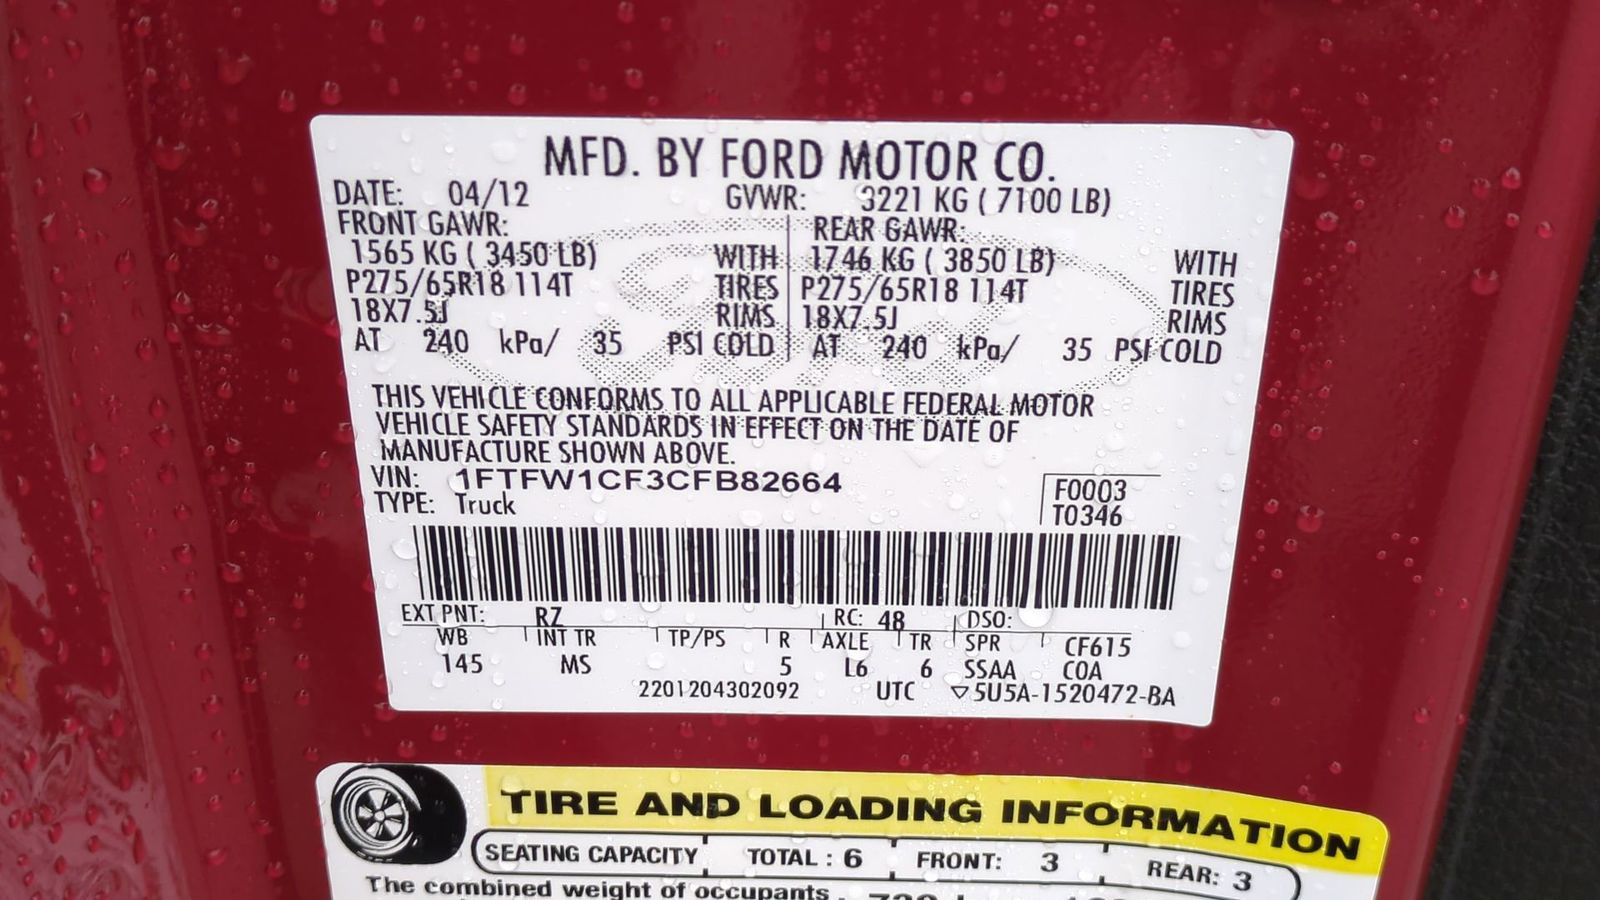 MFD. BY FORD MOTOR CO.
DATE: 04/12 GVWR: 3221 KG ( 7100 LB)
FRONT GAWR: REAR GAWR:
1565 KG ( 3450 LB) WITH 1746 KG ( 3850 LB) WITH
P275/65R18 114T TIRES P275/65R18 114T TIRES
18X7.5J RIMS 18X7.5J RIMS
AT 240 kPa/ 35 PSI COLD AT 240 kPa/ 35 PSI COLD
THIS VEHICLE CONFORMS TO ALL APPLICABLE FEDERAL MOTOR
VEHICLE SAFETY STANDARDS IN EFFECT ON THE DATE OF
MANUFACTURE SHOWN ABOVE.
VIN: 1FTFW1CF3CFB82664 F0003
TYPE: Truck T0346
EXT PNT: RZ RC: 48 DSO:
WB INT TR TP/PS R AXLE TR SPR CF615
145 MS 5 L6 6 SSAA COA
2201204302092 UTC ▽5U5A-1520472-BA
TIRE AND LOADING INFORMATION
SEATING CAPACITY TOTAL : 6 FRONT: 3 REAR: 3
The combined weight of occupants